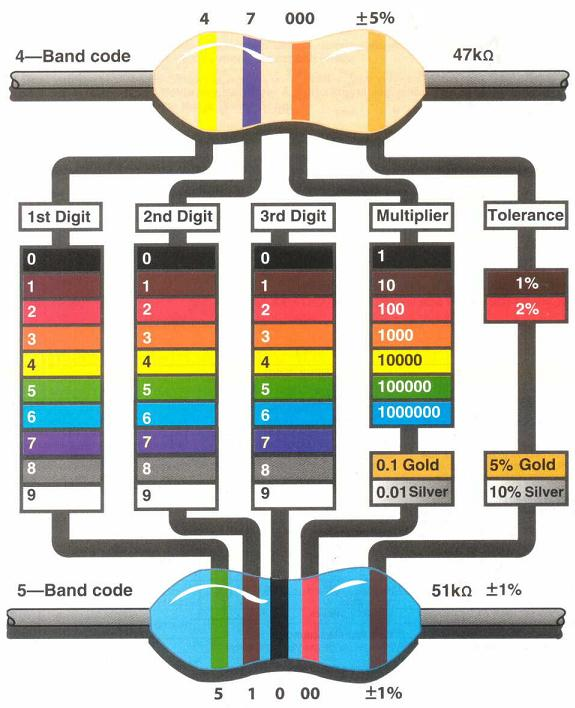 4 7 000 ±5%
4—Band code 47kΩ
1st Digit 2nd Digit 3rd Digit Multiplier Tolerance
0 0 0 1
1 1 1 10 1%
2 2 2 100 2%
3 3 3 1000
4 4 4 10000
5 5 5 100000
6 6 6 1000000
7 7 7
8 8 8 0.1 Gold 5% Gold
9 9 9 0.01 Silver 10% Silver
5—Band code 51kΩ ±1%
5 1 0 00 ±1%